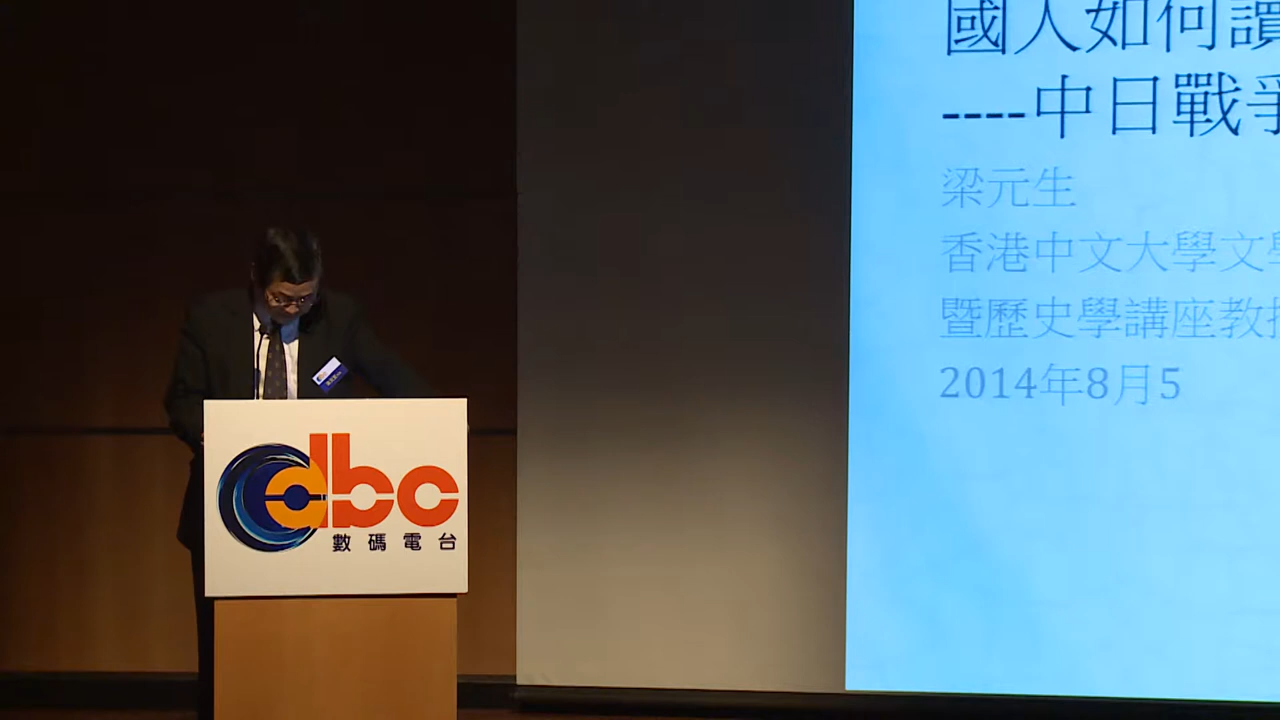 國人如何讀
----中日戰爭
梁元生
香港中文大學文學
暨歷史學講座教授
2014年8月5
dbc
數碼電台